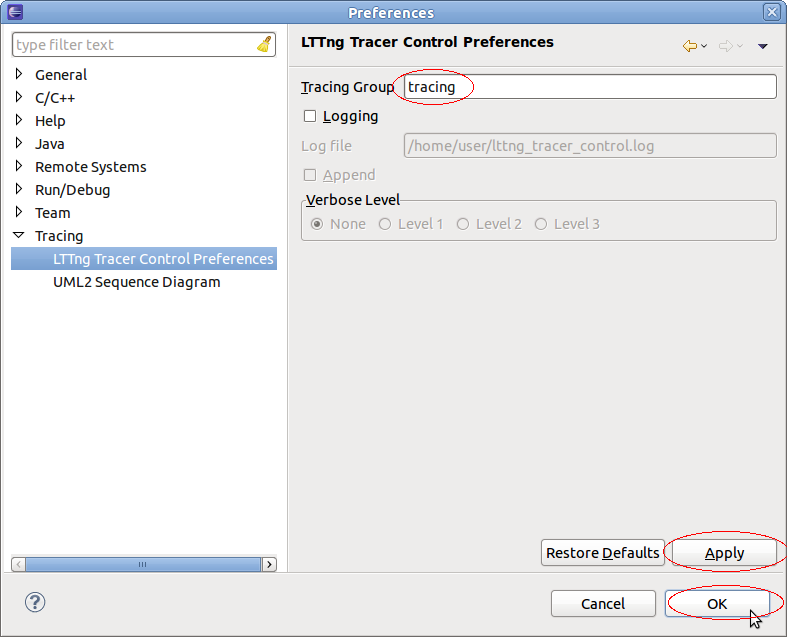 Preferences
type filter text
General
C/C++
Help
Java
Remote Systems
Run/Debug
Team
Tracing
LTTng Tracer Control Preferences
UML2 Sequence Diagram
LTTng Tracer Control Preferences
Tracing Group tracing
Logging
Log file /home/user/lttng_tracer_control.log
Append
Verbose Level
None Level 1 Level 2 Level 3
Restore Defaults Apply
? Cancel OK